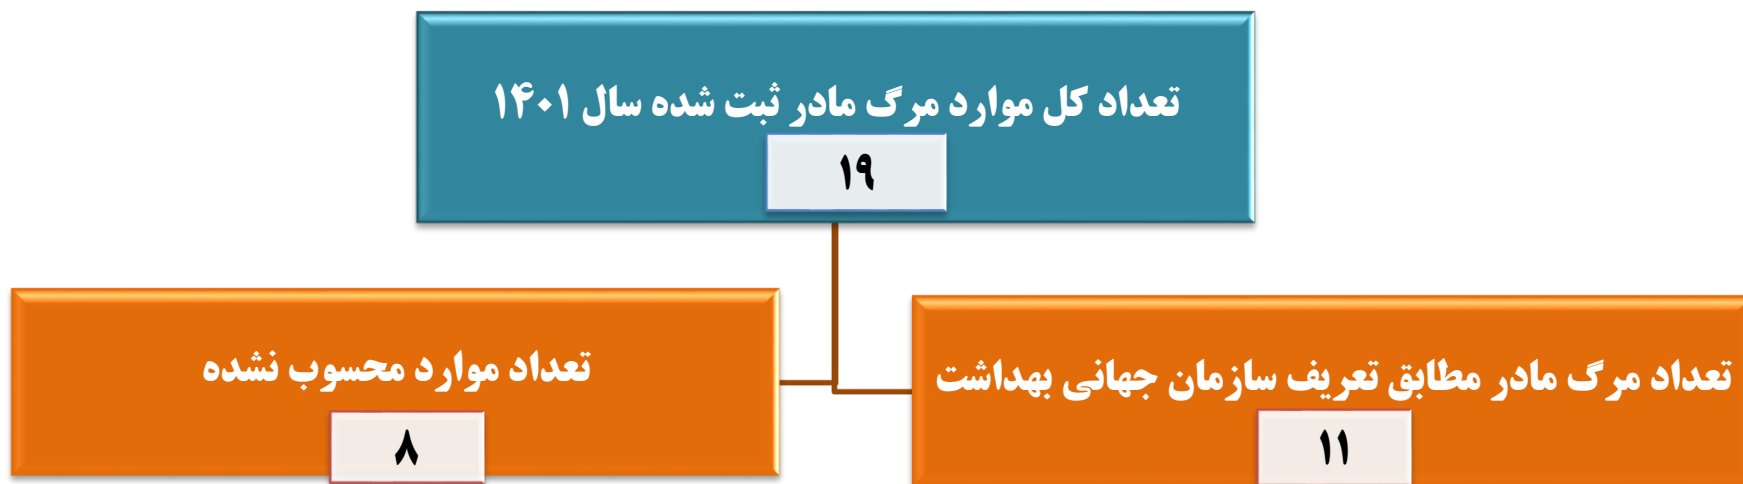 تعداد کل موارد مرگ مادر ثبت شده سال ۱۴۰۱
۱۹
تعداد مرگ مادر مطابق تعریف سازمان جهانی بهداشت
۱۱
تعداد موارد محسوب نشده
۸